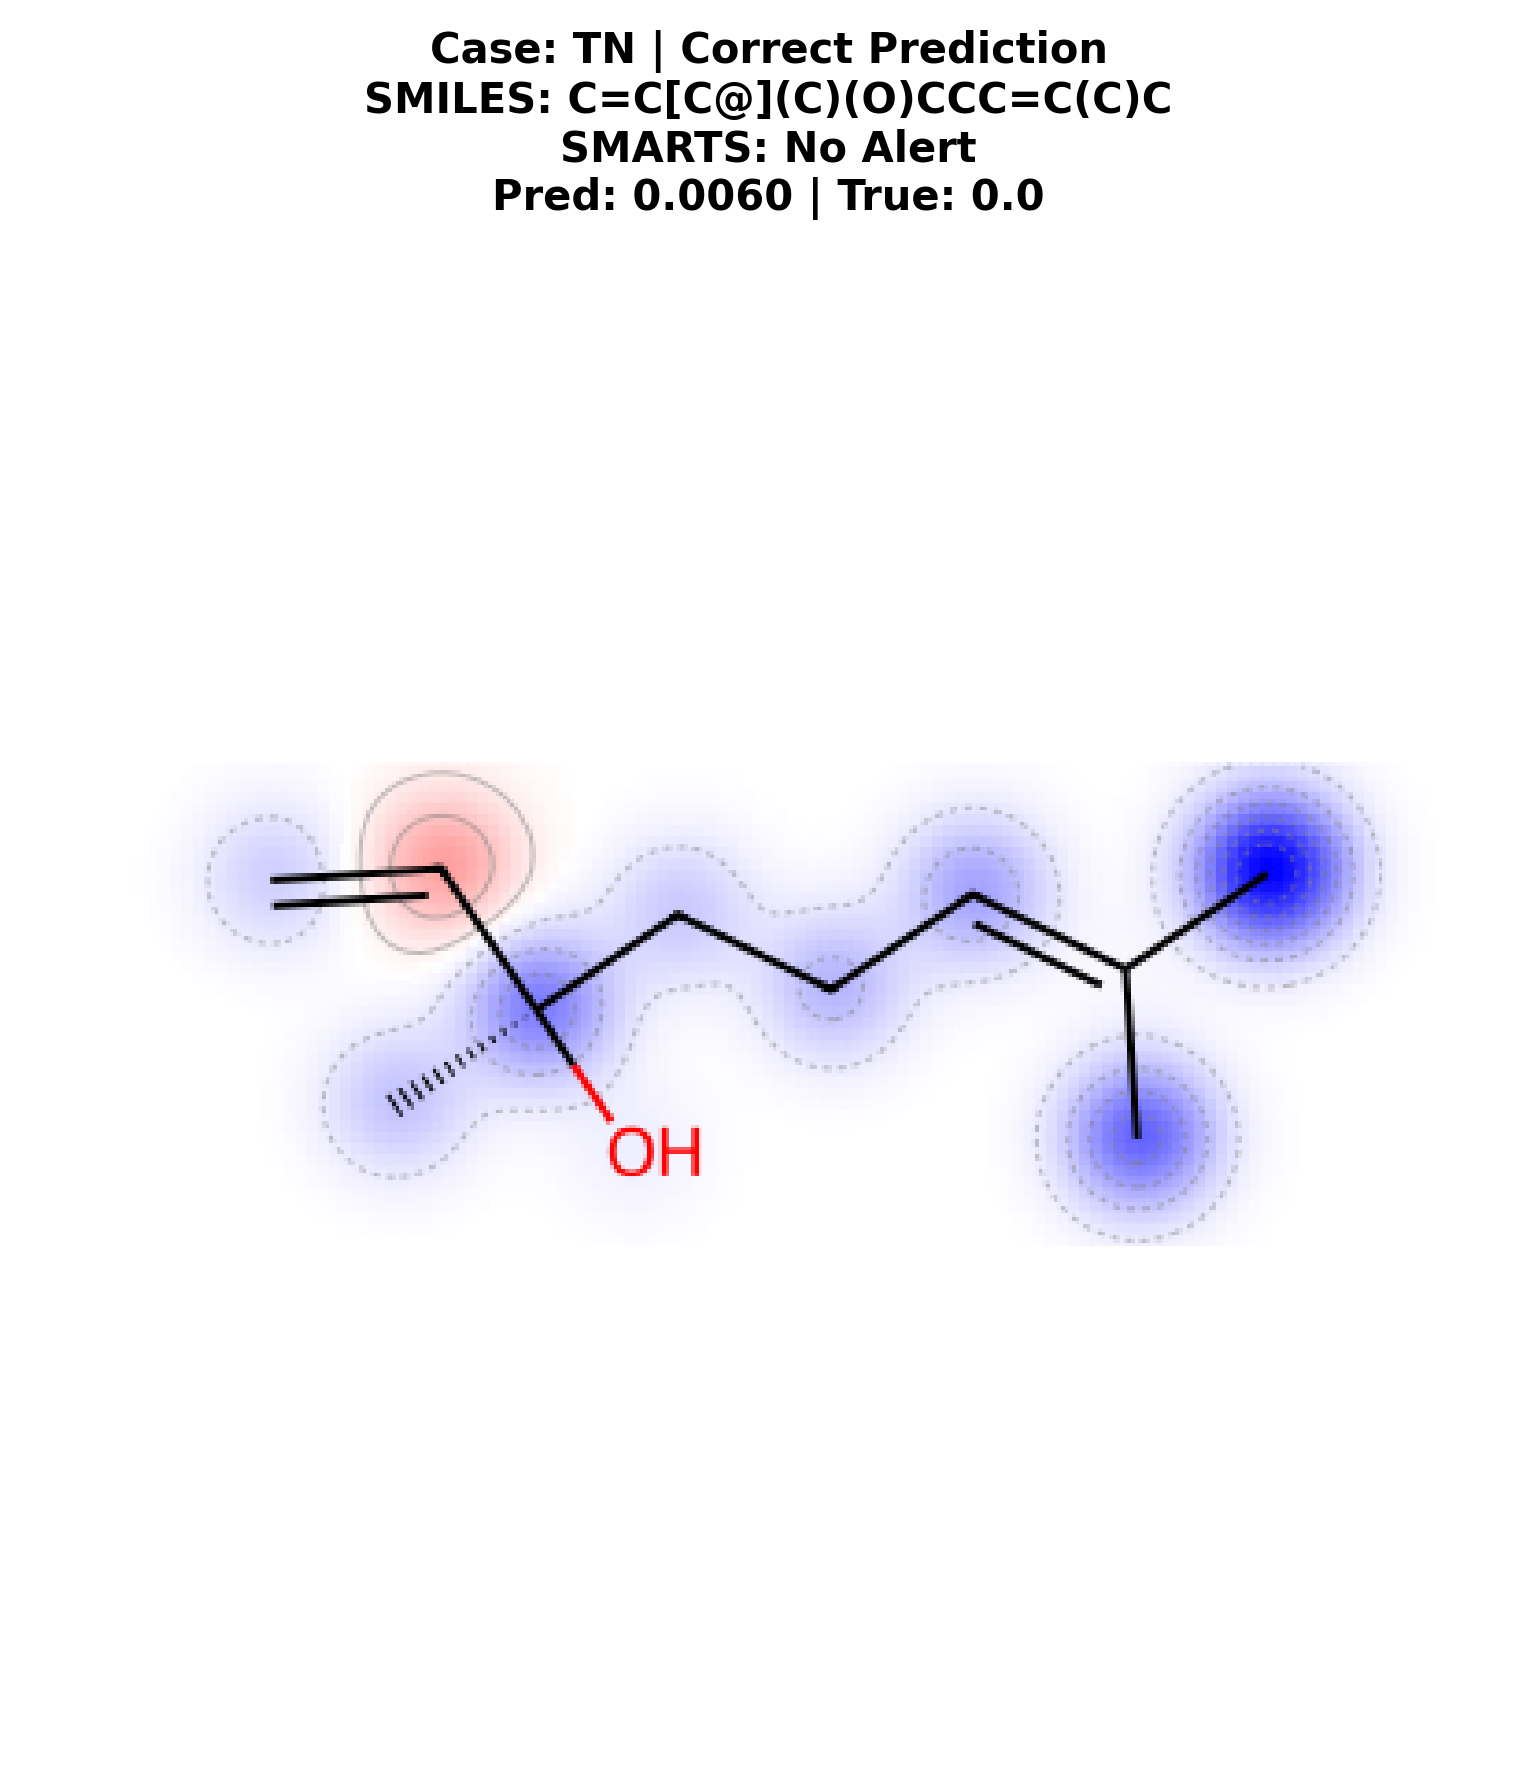 Case: TN | Correct Prediction
SMILES: C=C[C@](C)(O)CCC=C(C)C
SMARTS: No Alert
Pred: 0.0060 | True: 0.0
OH